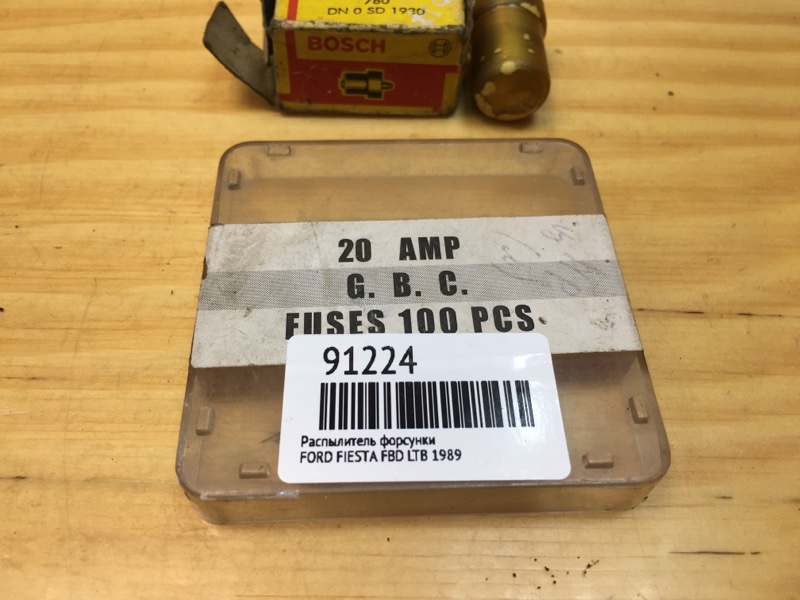 780
DN 0 SD 1930
BOSCH
20 AMP
G. B. C.
FUSES 100 PCS
91224
Распылитель форсунки
FORD FIESTA FBD LTB 1989